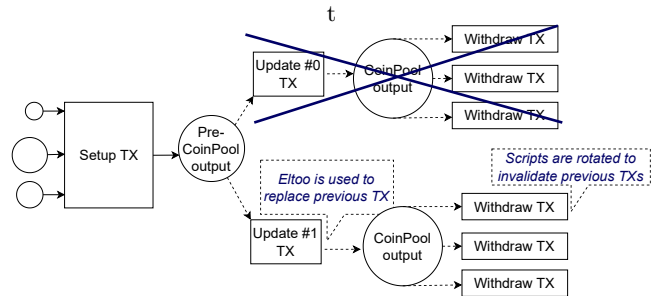 t
Withdraw TX
Update #0
TX
CoinPool
output
Withdraw TX
Withdraw TX
Setup TX
Pre-
CoinPool
output
Eltoo is used to
replace previous TX
Scripts are rotated to
invalidate previous TXs
Update #1
TX
CoinPool
output
Withdraw TX
Withdraw TX
Withdraw TX